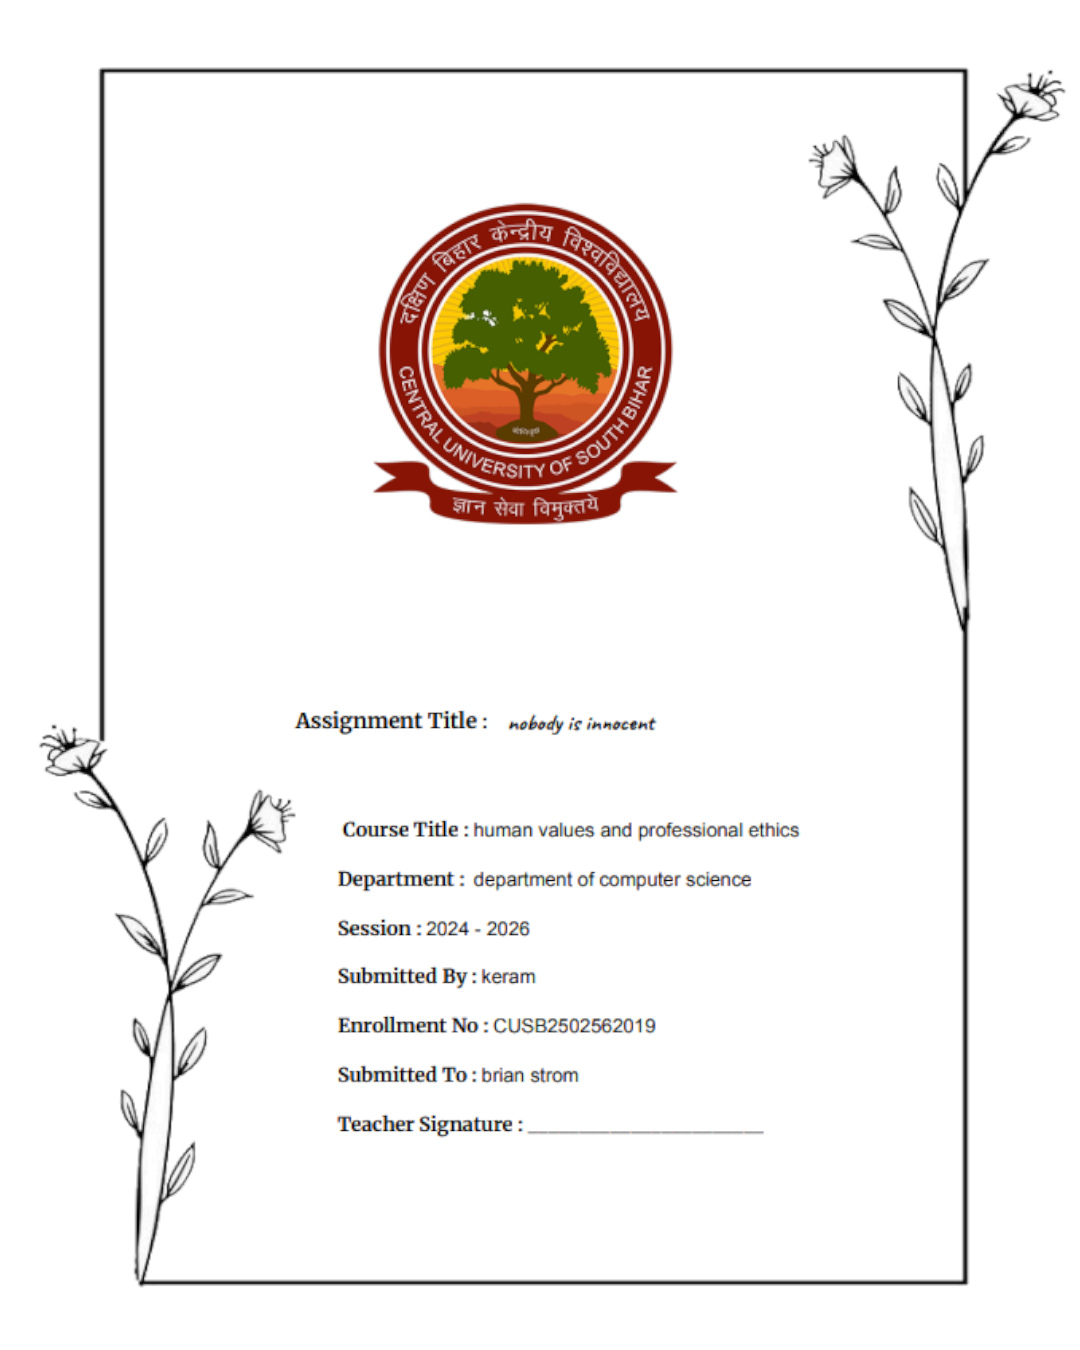 दक्षिण बिहार केन्द्रीय विश्वविद्यालय
CENTRAL UNIVERSITY OF SOUTH BIHAR
ज्ञान सेवा विमुक्तये
Assignment Title : nobody is innocent
Course Title : human values and professional ethics
Department : department of computer science
Session : 2024 - 2026
Submitted By : keram
Enrollment No : CUSB2502562019
Submitted To : brian strom
Teacher Signature : ____________________